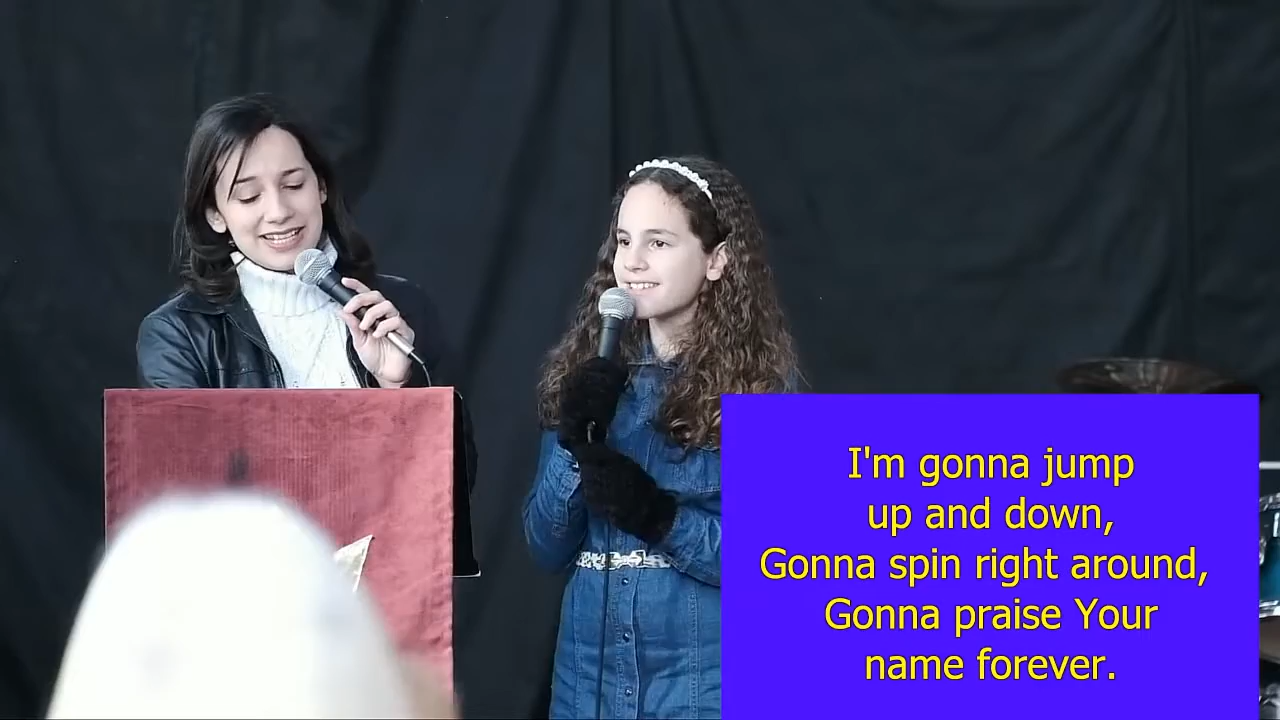 I'm gonna jump
up and down,
Gonna spin right around,
Gonna praise Your
name forever.